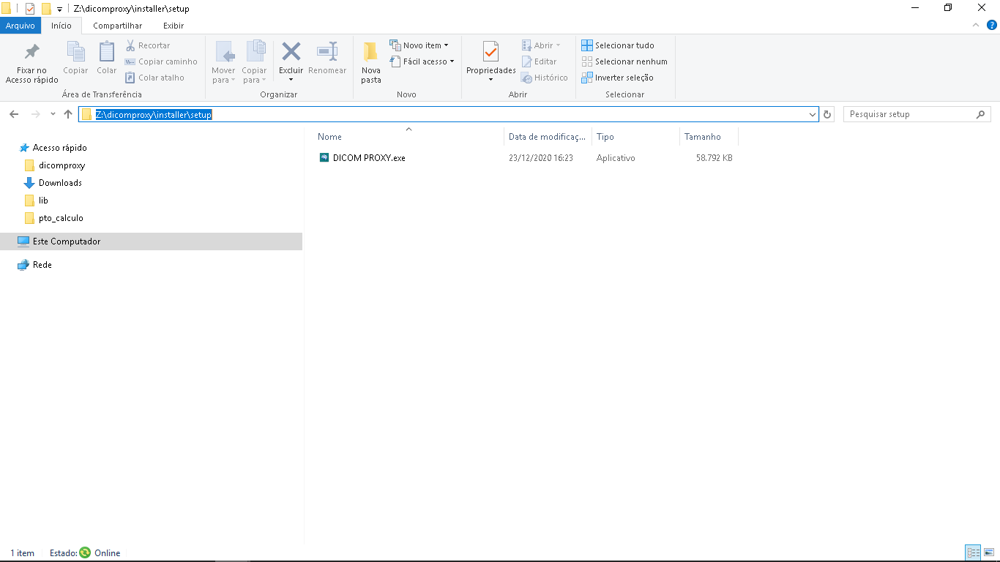 Z:\dicomproxy\installer\setup
Arquivo
Início
Compartilhar
Exibir
Fixar no
Acesso rápido
Copiar
Colar
Recortar
Copiar caminho
Colar atalho
Área de Transferência
Mover
para
Copiar
para
Excluir
Renomear
Organizar
Nova
pasta
Novo item
Fácil acesso
Novo
Propriedades
Abrir
Editar
Histórico
Abrir
Selecionar tudo
Selecionar nenhum
Inverter seleção
Selecionar
Z:\dicomproxy\installer\setup
Pesquisar setup
Acesso rápido
dicomproxy
Downloads
lib
pto_calculo
Este Computador
Rede
Nome
Data de modificaç...
Tipo
Tamanho
DICOM PROXY.exe
23/12/2020 16:23
Aplicativo
58.792 KB
1 item
Estado:
Online